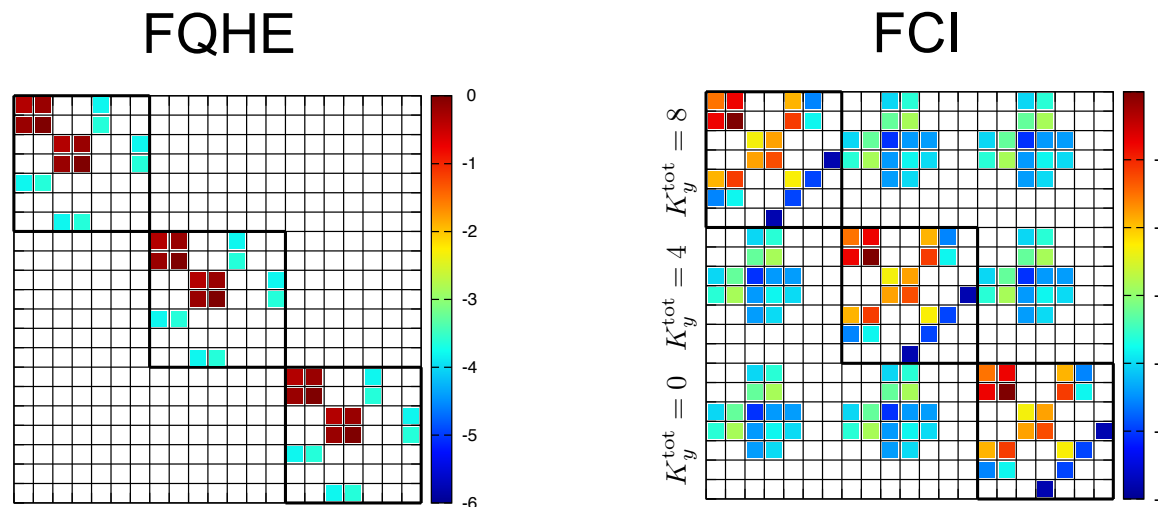 FQHE
FCI
0
-1
-2
-3
-4
-5
-6
K_y^tot = 8
K_y^tot = 4
K_y^tot = 0
-
-
-
-
-
-